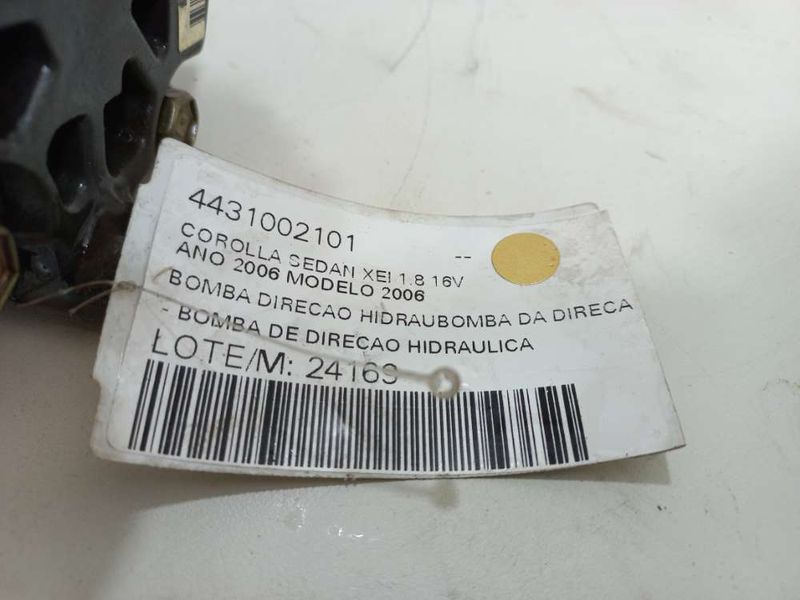 4431002101
--
COROLLA SEDAN XEI 1.8 16V
ANO 2006 MODELO 2006
BOMBA DIRECAO HIDRAUBOMBA DA DIRECA
- BOMBA DE DIRECAO HIDRAULICA
LOTE/M: 2416S